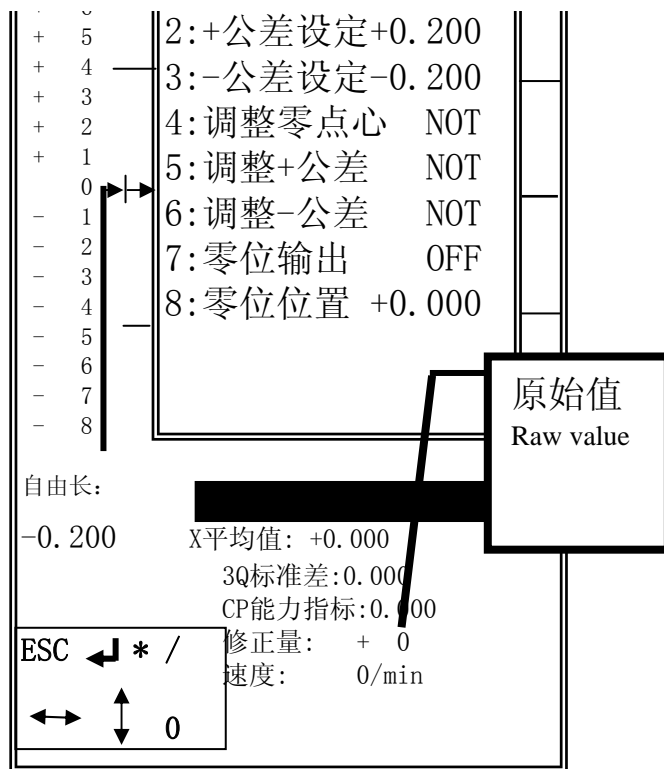 + 5
+ 4
+ 3
+ 2
+ 1
0
- 1
- 2
- 3
- 4
- 5
- 6
- 7
- 8
2:+公差设定+0.200
3:-公差设定-0.200
4:调整零点心 NOT
5:调整+公差 NOT
6:调整-公差 NOT
7:零位输出 OFF
8:零位位置 +0.000
原始值
Raw value
自由长:
-0.200
X平均值: +0.000
3Q标准差:0.000
CP能力指标:0.000
修正量: + 0
速度: 0/min
ESC * /
0